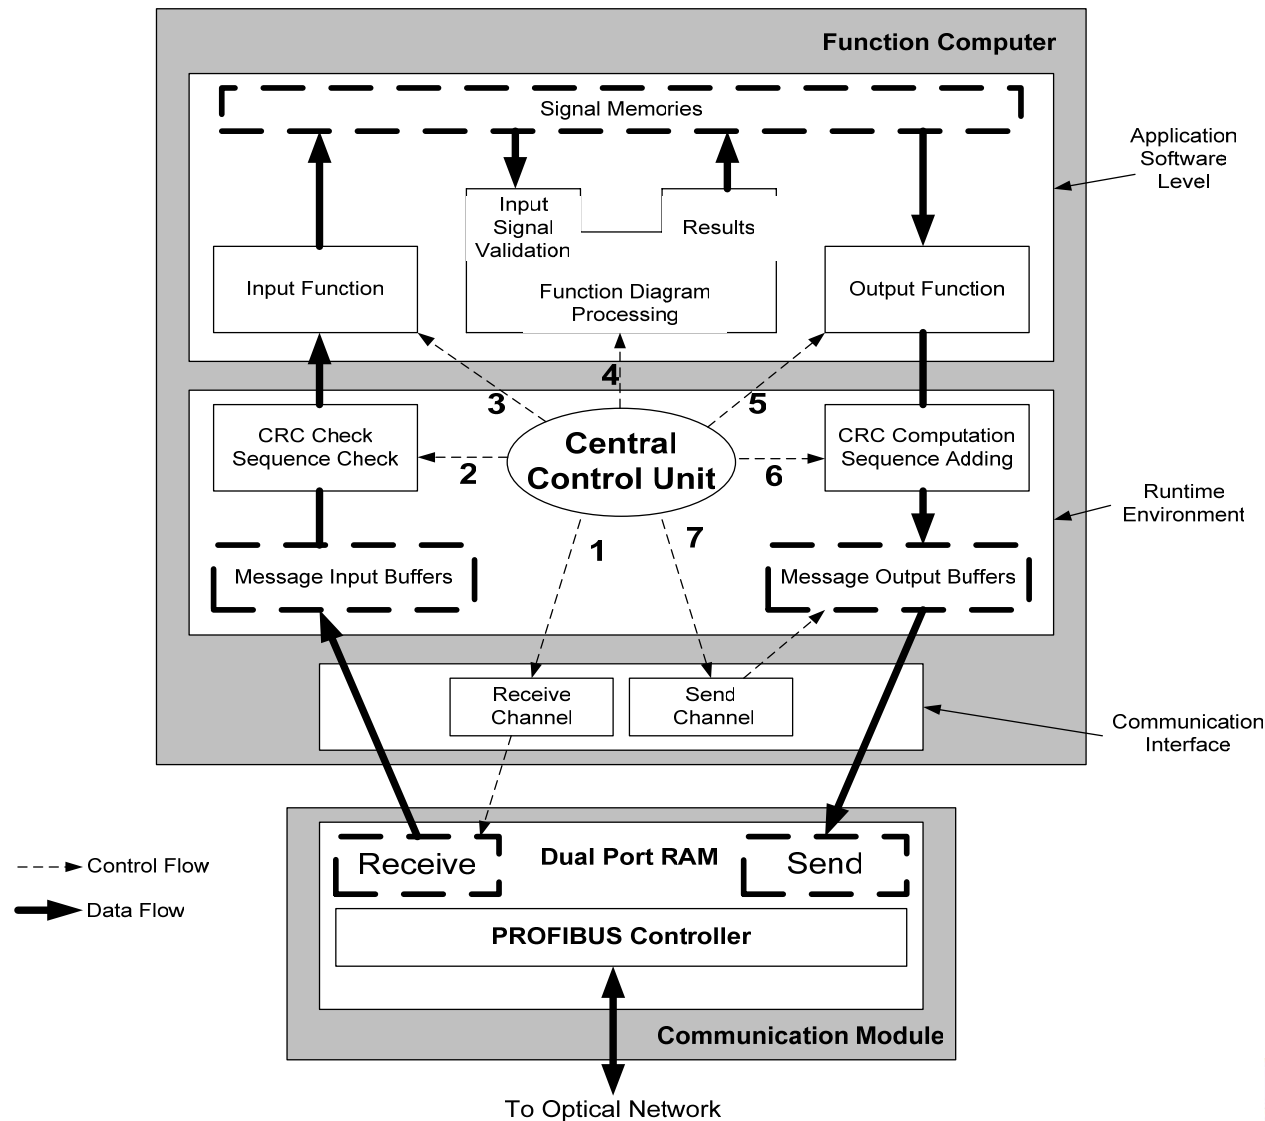 Function Computer
Signal Memories
Application
Software
Level
Input
Signal
Validation
Results
Input Function
Function Diagram
Processing
Output Function
4
3
5
CRC Check
Sequence Check
Central
Control Unit
CRC Computation
Sequence Adding
2
6
Runtime
Environment
1
7
Message Input Buffers
Message Output Buffers
Receive
Channel
Send
Channel
Communication
Interface
Receive
Dual Port RAM
Send
Control Flow
Data Flow
PROFIBUS Controller
Communication Module
To Optical Network